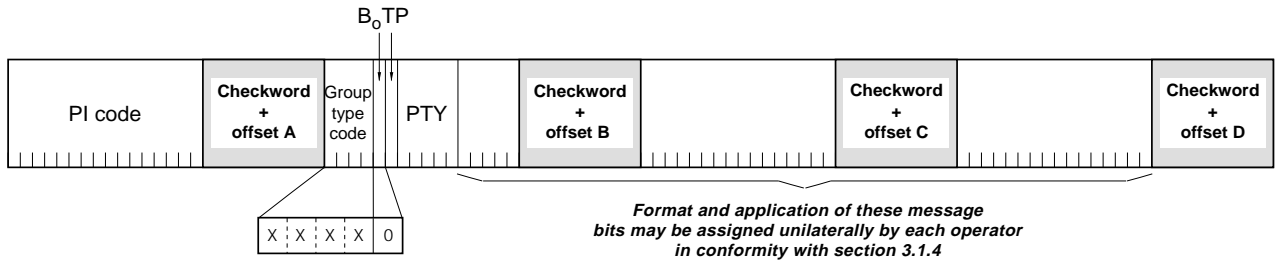 BoTP
PI code
Checkword
+
offset A
Group
type
code
PTY
Checkword
+
offset B
Checkword
+
offset C
Checkword
+
offset D
X X X X 0
Format and application of these message
bits may be assigned unilaterally by each operator
in conformity with section 3.1.4